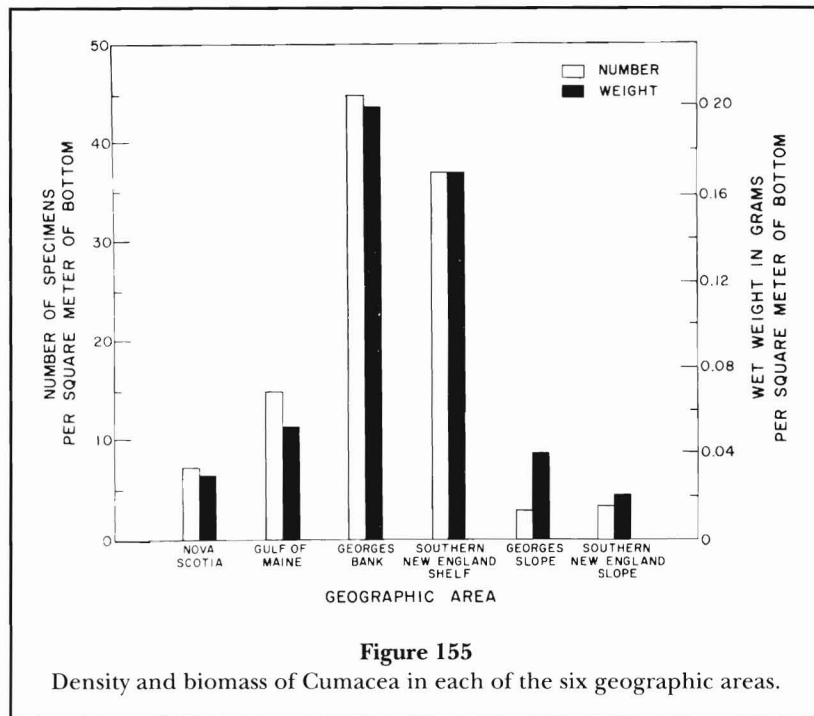 50
40
30
20
10
0
NUMBER OF SPECIMENS
PER SQUARE METER OF BOTTOM
NUMBER
WEIGHT
0.20
0.16
0.12
0.08
0.04
0
WET WEIGHT IN GRAMS
PER SQUARE METER OF BOTTOM
NOVA
SCOTIA
GULF OF
MAINE
GEORGES
BANK
SOUTHERN
NEW ENGLAND
SHELF
GEORGES
SLOPE
SOUTHERN
NEW ENGLAND
SLOPE
GEOGRAPHIC AREA
Figure 155
Density and biomass of Cumacea in each of the six geographic areas.